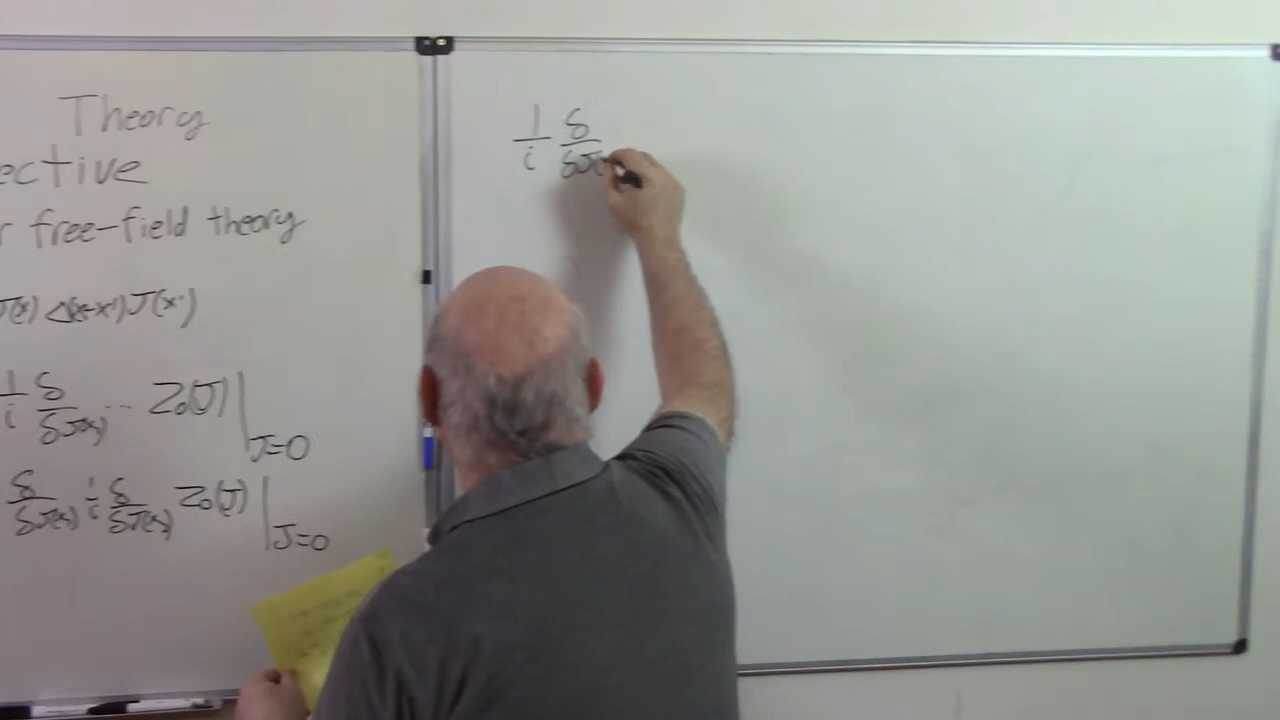 Theory
ective
r free-field theory
J(x) Δ(x-x') J(x')
1/i δ/δJ(x) ... Z₀(J) | J=0
δ/δJ(x) 1/i δ/δJ(x) Z₀(J) | J=0
1/i δ/δJ(